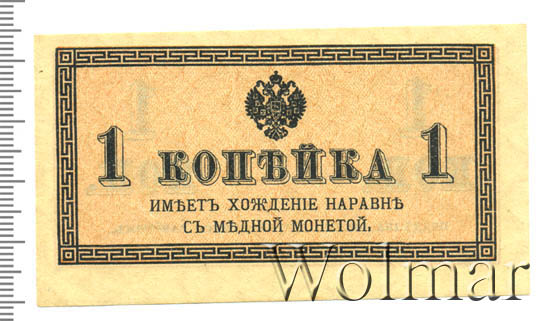 1 КОПѢЙКА 1
ИМѢЕТЪ ХОЖДЕНІЕ НАРАВНѢ
СЪ МѢДНОЙ МОНЕТОЙ.
Wolmar